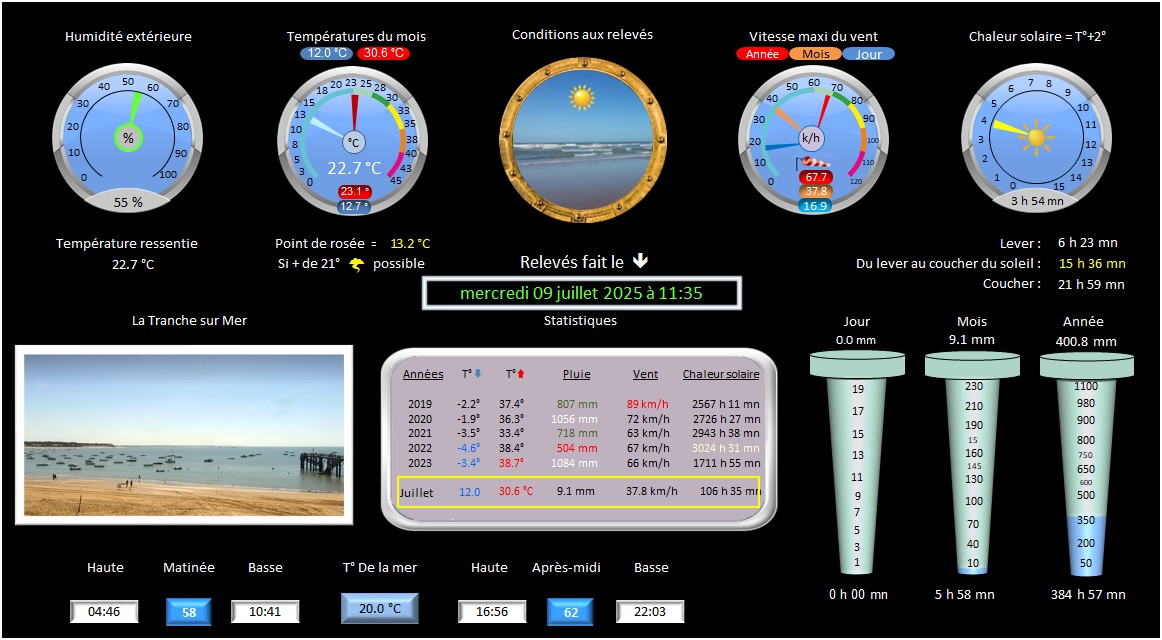 Humidité extérieure
Températures du mois
Conditions aux relevés
Vitesse maxi du vent
Chaleur solaire = T°+2°
12.0 °C 30.6 °C
Année Mois Jour
0 10 20 30 40 50 60 70 80 90 100
%
55 %
0 3 5 8 10 13 15 18 20 23 25 28 30 33 35 38 40 43 45
°C
22.7 °C
23.1 °
12.7 °
0 10 20 30 40 50 60 70 80 90 100 110 120
k/h
67.7
37.8
16.9
0 1 2 3 4 5 6 7 8 9 10 11 12 13 14 15
3 h 54 mn
Température ressentie
22.7 °C
Point de rosée = 13.2 °C
Si + de 21° possible
Relevés fait le
mercredi 09 juillet 2025 à 11:35
Lever : 6 h 23 mn
Du lever au coucher du soleil : 15 h 36 mn
Coucher : 21 h 59 mn
La Tranche sur Mer
Statistiques
Années T° T° Pluie Vent Chaleur solaire
2019 -2.2° 37.4° 807 mm 89 km/h 2567 h 11 mn
2020 -1.9° 36.3° 1056 mm 72 km/h 2726 h 27 mn
2021 -3.5° 33.4° 718 mm 63 km/h 2943 h 38 mn
2022 -4.6° 38.4° 504 mm 67 km/h 3024 h 31 mn
2023 -3.4° 38.7° 1084 mm 66 km/h 1711 h 55 mn
Juillet 12.0 30.6 °C 9.1 mm 37.8 km/h 106 h 35 mn
Jour
0.0 mm
19
17
15
13
11
9
7
5
3
1
0 h 00 mn
Mois
9.1 mm
230
210
190
15
160
145
130
100
70
40
10
5 h 58 mn
Année
400.8 mm
1100
980
900
800
750
650
600
500
350
200
50
384 h 57 mn
Haute Matinée Basse T° De la mer Haute Après-midi Basse
04:46 58 10:41 20.0 °C 16:56 62 22:03